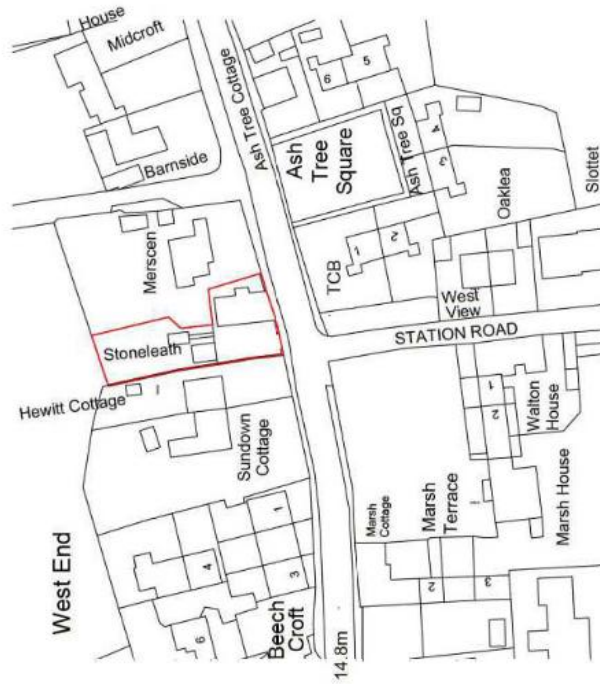 House
Midcroft
Barnside
Ash Tree Cottage
6
5
Ash
Tree
Square
Ash Tree Sq
4
3
Oaklea
Slottet
Merscen
TCB
1
2
West
View
STATION ROAD
Stoneleath
Hewitt Cottage
Sundown
Cottage
1
2
Walton
House
West End
Marsh
Cottage
Marsh
Terrace
Marsh House
1
4
3
2
3
6
Beech
Croft
14.8m